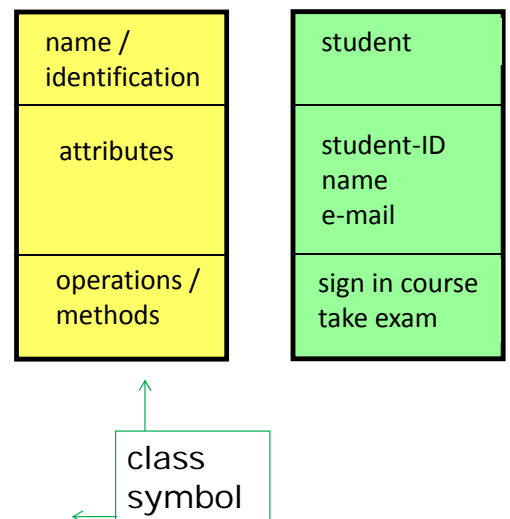 name /
identification
attributes
operations /
methods
student
student-ID
name
e-mail
sign in course
take exam
class
symbol